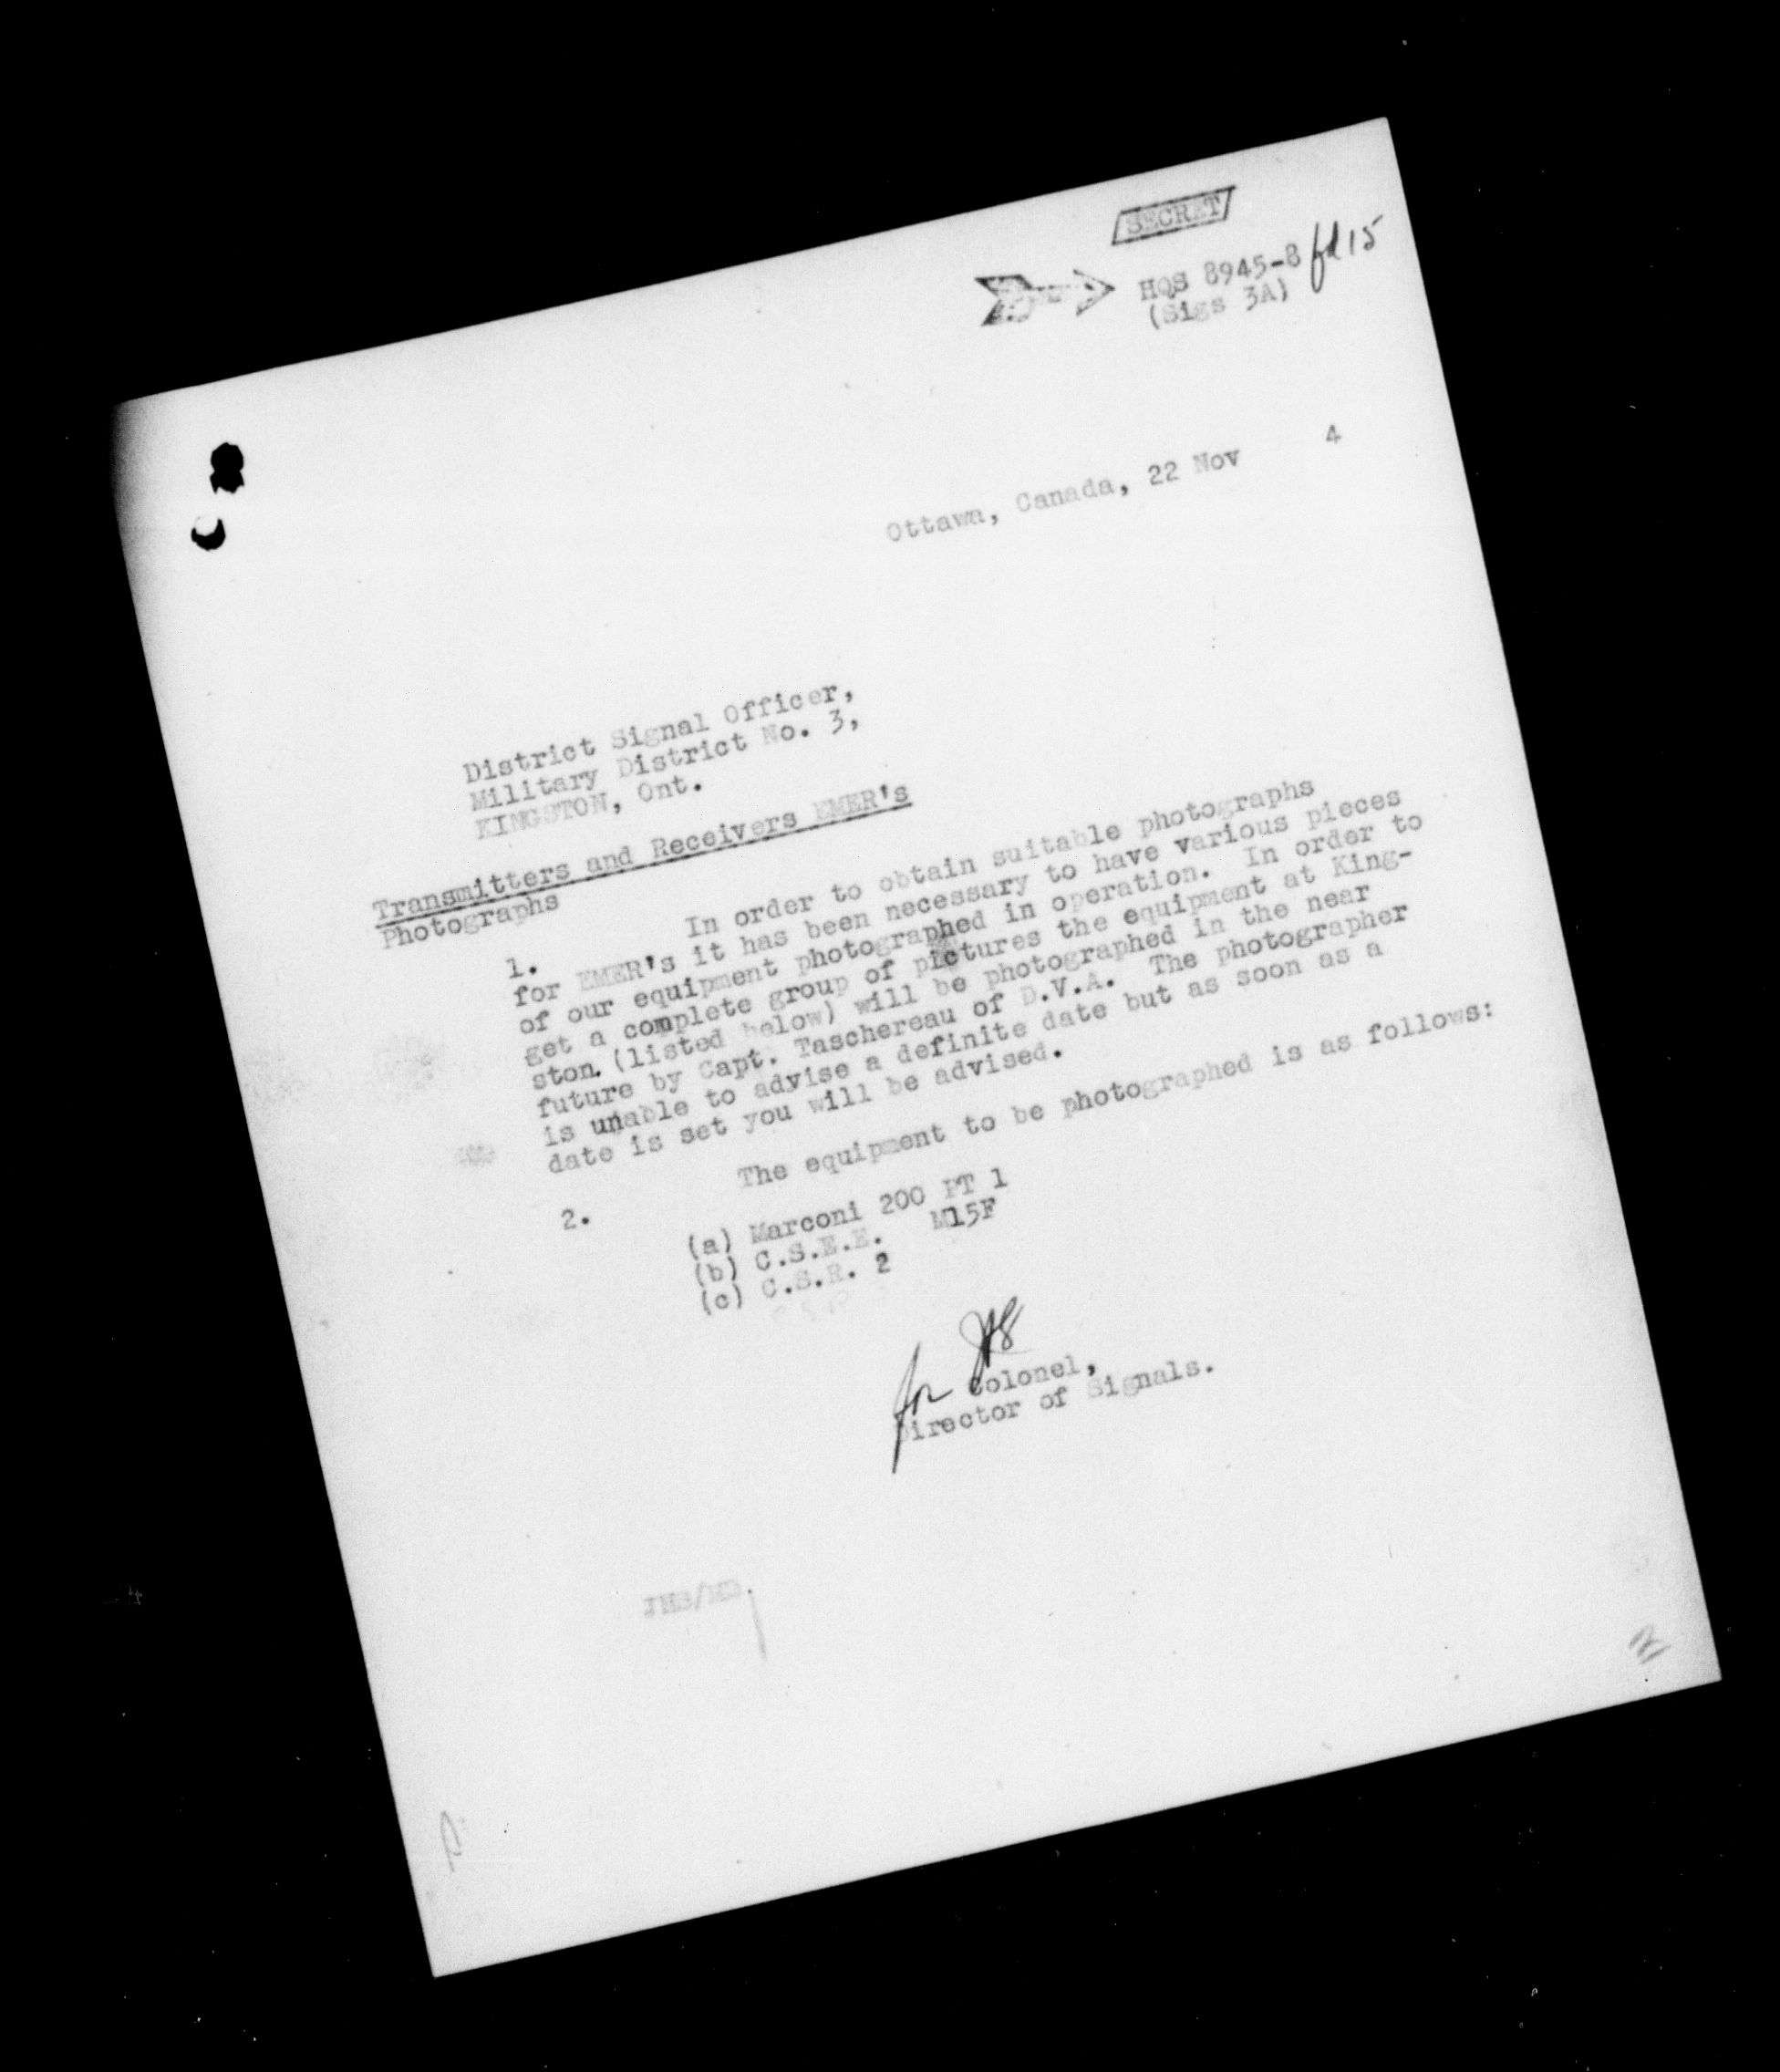 SECRET
HQS 8945-8 fd 15
(Sigs 3A)
Ottawa, Canada, 22 Nov 4
District Signal Officer,
Military District No. 3,
KINGSTON, Ont.
Transmitters and Receivers EMER's
Photographs
1. In order to obtain suitable photographs
for EMER's it has been necessary to have various pieces
of our equipment photographed in operation. In order to
get a complete group of pictures the equipment at King-
ston. (listed below) will be photographed in the near
future by Capt. Taschereau of D.V.A. The photographer
is unable to advise a definite date but as soon as a
date is set you will be advised.
2. The equipment to be photographed is as follows:
(a) Marconi 200 PT 1
(b) C.S.E.E. M15F
(c) C.S.R. 2
for JHS
Colonel,
Director of Signals.